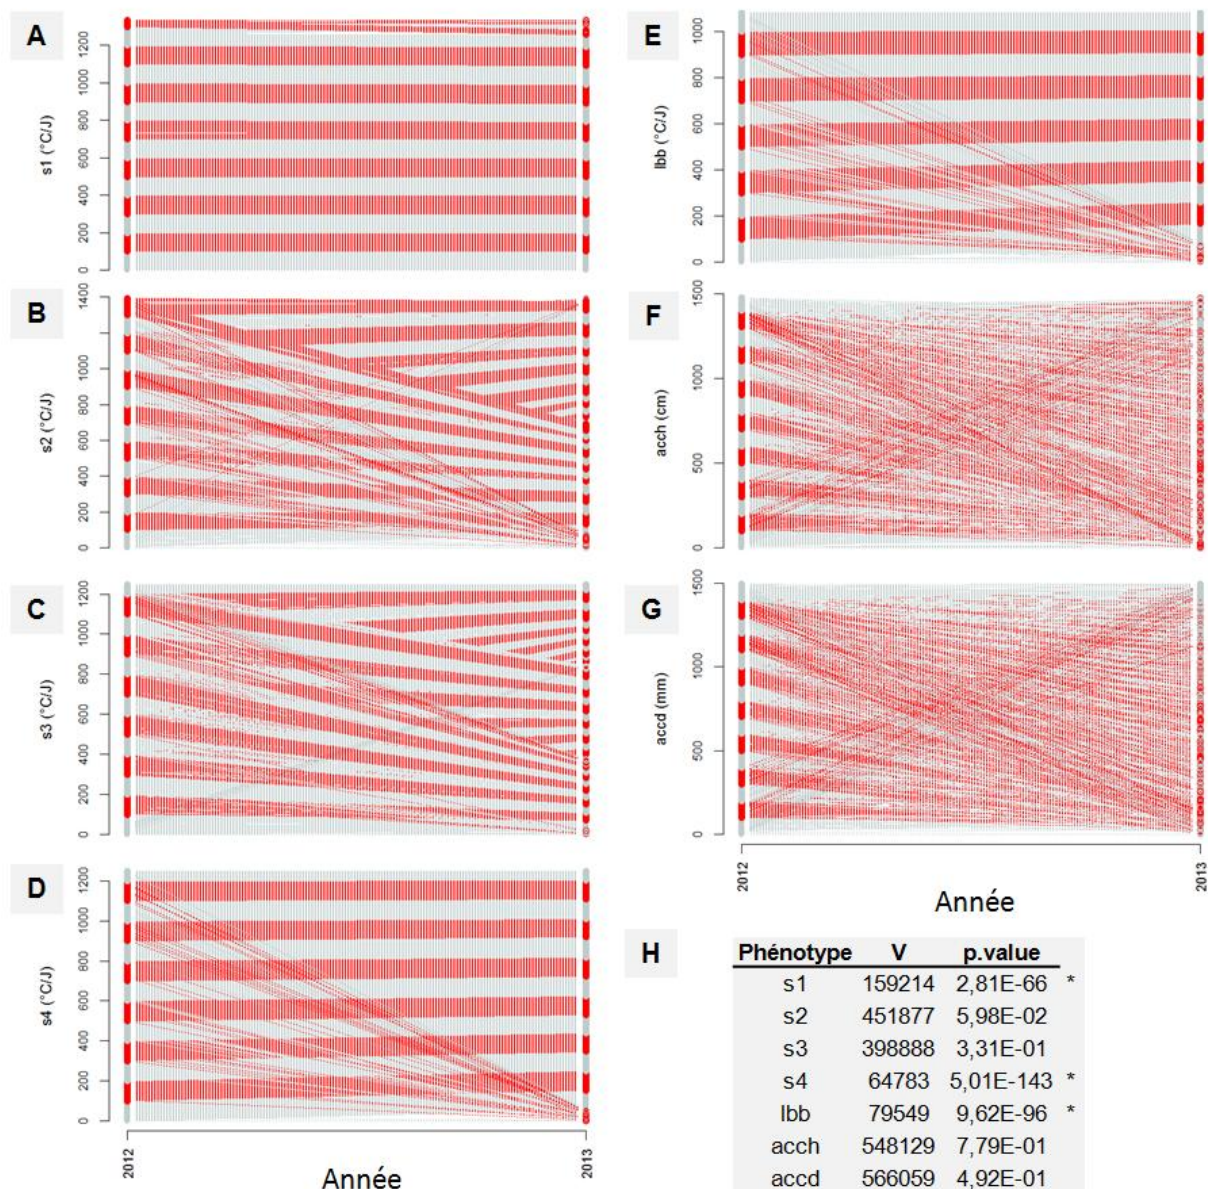 A
s1 (°C/J)
0 200 400 600 800 1000 1200
B
s2 (°C/J)
0 200 400 600 800 1000 1400
C
s3 (°C/J)
0 200 400 600 800 1000 1200
D
s4 (°C/J)
0 200 400 600 800 1000 1200
2012 2013
Année
E
lbb (°C/J)
0 200 400 600 800 1000
F
acch (cm)
0 500 1000 1500
G
accd (mm)
0 500 1000 1500
2012 2013
Année
H
Phénotype V p.value
s1 159214 2,81E-66 *
s2 451877 5,98E-02
s3 398888 3,31E-01
s4 64783 5,01E-143 *
lbb 79549 9,62E-96 *
acch 548129 7,79E-01
accd 566059 4,92E-01